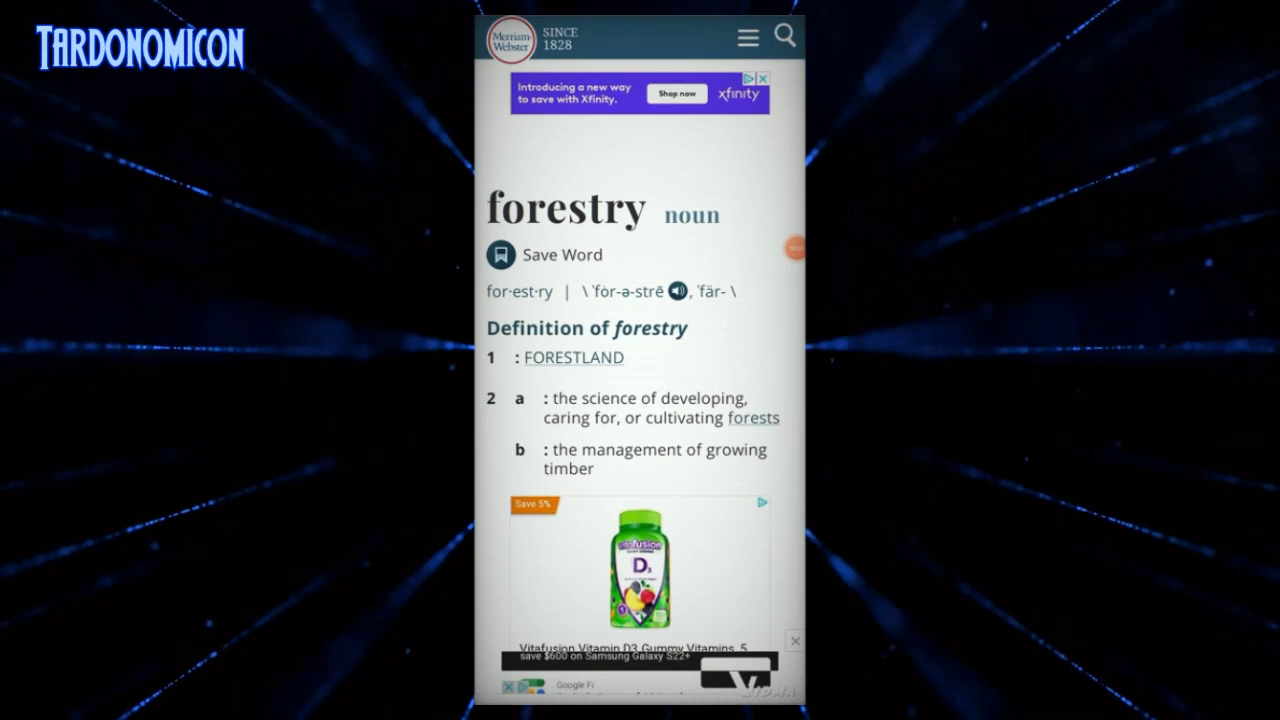 TARDONOMICON
Merriam-
Webster
SINCE
1828
Introducing a new way
to save with Xfinity.
Shop now
xfinity
forestry noun
Save Word
for·est·ry | \ ˈfȯr-ə-strē , ˈfär- \
Definition of forestry
1 : FORESTLAND
2 a : the science of developing,
caring for, or cultivating forests
b : the management of growing
timber
Save 5%
vitafusion
D3
Vitafusion Vitamin D3 Gummy Vitamins, 5
save $600 on Samsung Galaxy S22+
Google Fi